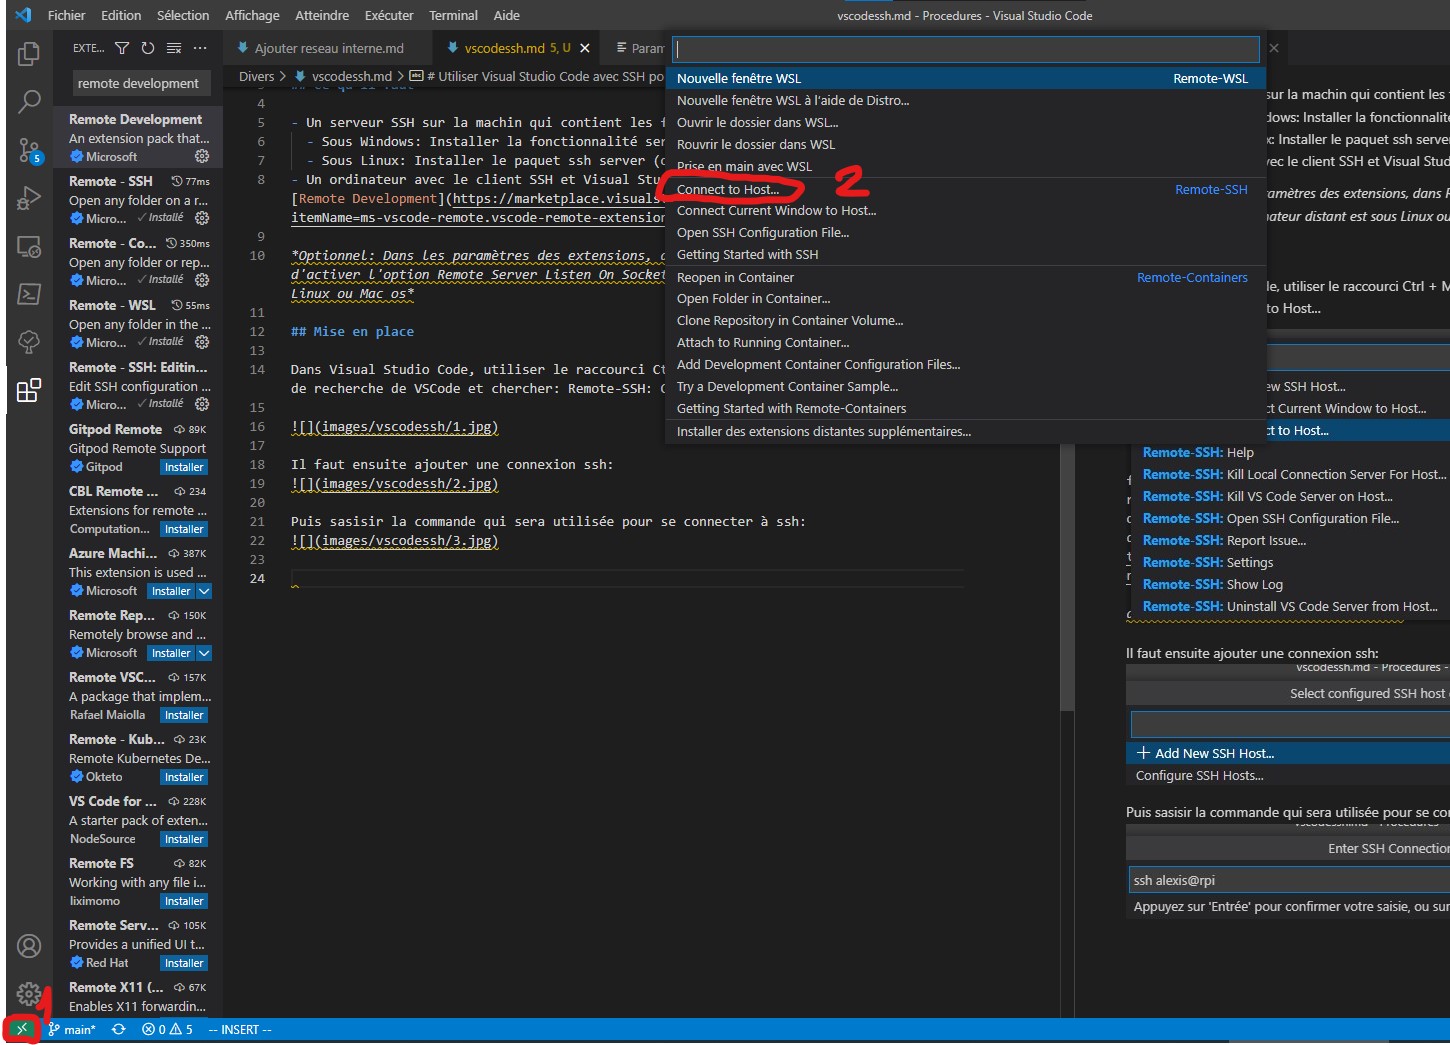 Fichier Edition Sélection Affichage Atteindre Exécuter Terminal Aide
vscodessh.md - Procedures - Visual Studio Code
EXTE...
remote development
Remote Development
An extension pack that...
Microsoft
Remote - SSH 77ms
Open any folder on a r...
Micro... Installé
Remote - Co... 350ms
Open any folder or rep...
Micro... Installé
Remote - WSL 55ms
Open any folder in the ...
Micro... Installé
Remote - SSH: Editin...
Edit SSH configuration ...
Micro... Installé
Gitpod Remote 89K
Gitpod Remote Support
Gitpod Installer
CBL Remote ... 234
Extensions for remote ...
Computation... Installer
Azure Machi... 387K
This extension is used ...
Microsoft Installer
Remote Rep... 150K
Remotely browse and ...
Microsoft Installer
Remote VSC... 157K
A package that implem...
Rafael Maiolla Installer
Remote - Kub... 23K
Remote Kubernetes De...
Okteto Installer
VS Code for ... 228K
A starter pack of exten...
NodeSource Installer
Remote FS 82K
Working with any file i...
liximomo Installer
Remote Serv... 105K
Provides a unified UI t...
Red Hat Installer
Remote X11 (... 67K
Enables X11 forwardin...
5
1
main* 0 5 -- INSERT --
Ajouter reseau interne.md vscodessh.md 5, U Param
Divers > vscodessh.md > # Utiliser Visual Studio Code avec SSH po
4
5 - Un serveur SSH sur la machin qui contient les f
6 - Sous Windows: Installer la fonctionnalité ser
7 - Sous Linux: Installer le paquet ssh server (
8 - Un ordinateur avec le client SSH et Visual Stu
[Remote Development](https://marketplace.visuals
itemName=ms-vscode-remote.vscode-remote-extension
9
10 *Optionnel: Dans les paramètres des extensions,
d'activer l'option Remote Server Listen On Socket
Linux ou Mac os*
11
12 ## Mise en place
13
14 Dans Visual Studio Code, utiliser le raccourci Ct
de recherche de VSCode et chercher: Remote-SSH:
15
16 ![](images/vscodessh/1.jpg)
17
18 Il faut ensuite ajouter une connexion ssh:
19 ![](images/vscodessh/2.jpg)
20
21 Puis sasisir la commande qui sera utilisée pour se connecter à ssh:
22 ![](images/vscodessh/3.jpg)
23
24
Nouvelle fenêtre WSL Remote-WSL
Nouvelle fenêtre WSL à l'aide de Distro...
Ouvrir le dossier dans WSL...
Rouvrir le dossier dans WSL
Prise en main avec WSL
Connect to Host... Remote-SSH
2
Connect Current Window to Host...
Open SSH Configuration File...
Getting Started with SSH
Reopen in Container Remote-Containers
Open Folder in Container...
Clone Repository in Container Volume...
Attach to Running Container...
Add Development Container Configuration Files...
Try a Development Container Sample...
Getting Started with Remote-Containers
Installer des extensions distantes supplémentaires...
sur la machin qui contient les
dows: Installer la fonctionnalité
x: Installer le paquet ssh server
vec le client SSH et Visual Stud
amètres des extensions, dans R
nateur distant est sous Linux ou
le, utiliser le raccourci Ctrl + M
to Host...
ew SSH Host...
ct Current Window to Host...
ct to Host...
Remote-SSH: Help
Remote-SSH: Kill Local Connection Server For Host...
Remote-SSH: Kill VS Code Server on Host...
Remote-SSH: Open SSH Configuration File...
Remote-SSH: Report Issue...
Remote-SSH: Settings
Remote-SSH: Show Log
Remote-SSH: Uninstall VS Code Server from Host...
Il faut ensuite ajouter une connexion ssh:
vscodessh.md - Procedures -
Select configured SSH host
+ Add New SSH Host...
Configure SSH Hosts...
Puis sasisir la commande qui sera utilisée pour se co
Enter SSH Connection
ssh alexis@rpi
Appuyez sur 'Entrée' pour confirmer votre saisie, ou sur